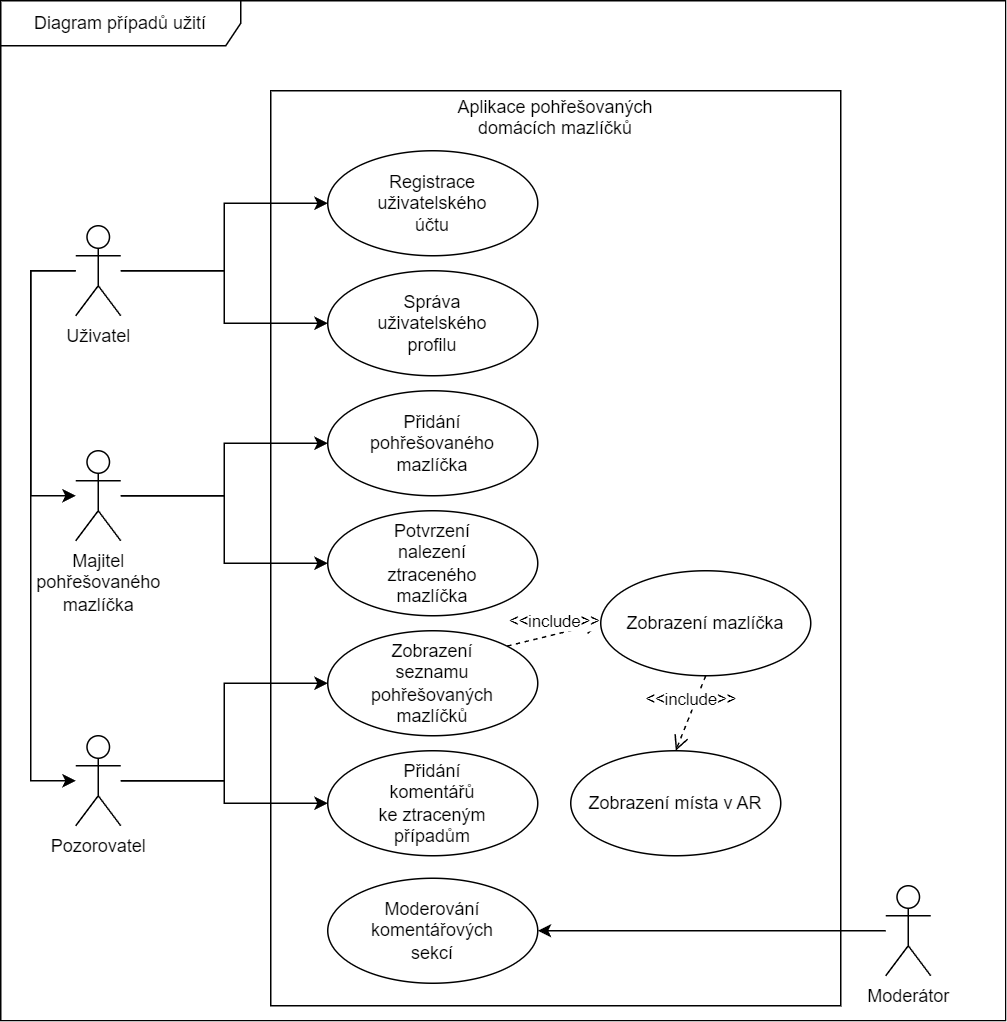 Diagram případů užití
Aplikace pohřešovaných
domácích mazlíčků
Registrace
uživatelského
účtu
Uživatel
Správa
uživatelského
profilu
Přidání
pohřešovaného
mazlíčka
Majitel
pohřešovaného
mazlíčka
Potvrzení
nalezení
ztraceného
mazlíčka
<<include>>
Zobrazení mazlíčka
Zobrazení
seznamu
pohřešovaných
mazlíčků
<<include>>
Pozorovatel
Přidání
komentářů
ke ztraceným
případům
Zobrazení místa v AR
Moderování
komentářových
sekcí
Moderátor